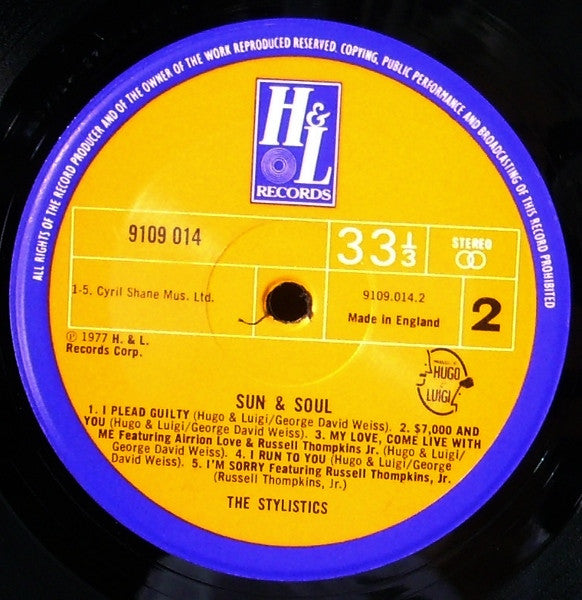 ALL RIGHTS OF THE RECORD PRODUCER AND OF THE OWNER OF THE WORK REPRODUCED RESERVED. COPYING, PUBLIC PERFORMANCE AND BROADCASTING OF THIS RECORD PROHIBITED
H&L
RECORDS
9109 014
33⅓
STEREO
1-5. Cyril Shane Mus. Ltd.
9109.014.2
Made in England
2
℗ 1977 H. & L.
Records Corp.
HUGO
LUIGI
SUN & SOUL
1. I PLEAD GUILTY (Hugo & Luigi/George David Weiss). 2. $7,000 AND
YOU (Hugo & Luigi/George David Weiss). 3. MY LOVE, COME LIVE WITH
ME Featuring Airrion Love & Russell Thompkins Jr. (Hugo & Luigi/
George David Weiss). 4. I RUN TO YOU (Hugo & Luigi/George
David Weiss). 5. I'M SORRY Featuring Russell Thompkins, Jr.
(Russell Thompkins, Jr.)
THE STYLISTICS